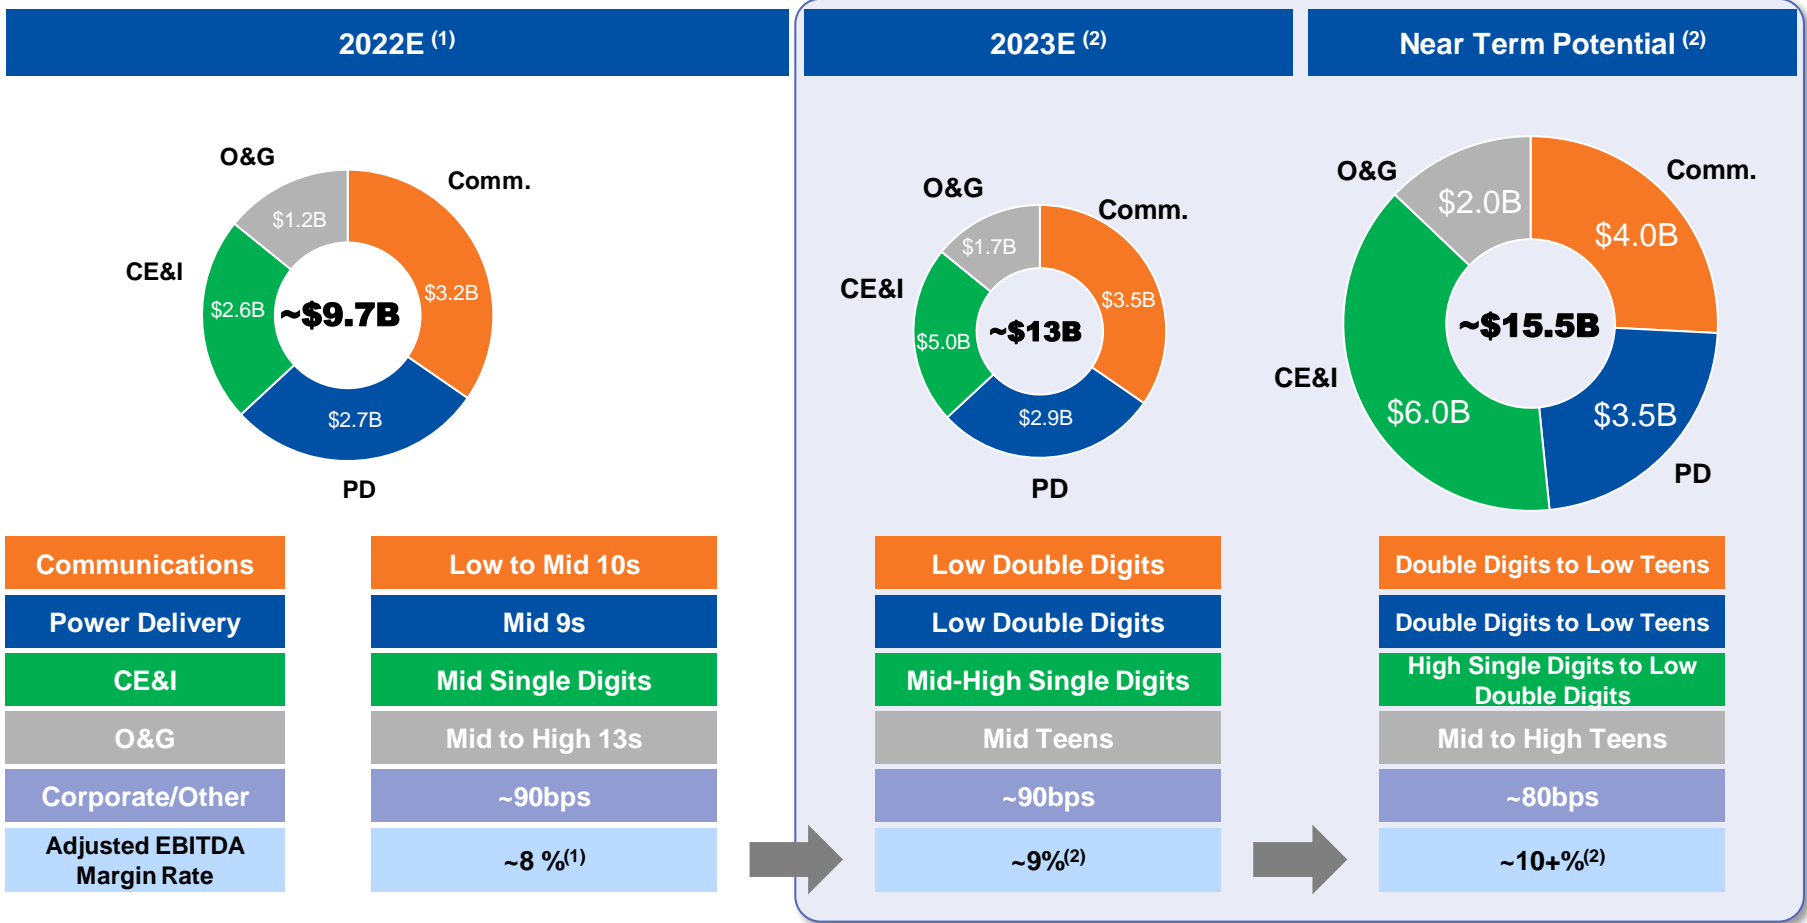 2022E (1)
2023E (2)
Near Term Potential (2)
O&G
Comm.
$1.2B
CE&I
$3.2B
$2.6B
~$9.7B
$2.7B
PD
O&G
Comm.
$1.7B
CE&I
$3.5B
$5.0B
~$13B
$2.9B
PD
O&G
Comm.
$2.0B
$4.0B
~$15.5B
CE&I
$6.0B
$3.5B
PD
Communications
Low to Mid 10s
Low Double Digits
Double Digits to Low Teens
Power Delivery
Mid 9s
Low Double Digits
Double Digits to Low Teens
CE&I
Mid Single Digits
Mid-High Single Digits
High Single Digits to Low
Double Digits
O&G
Mid to High 13s
Mid Teens
Mid to High Teens
Corporate/Other
~90bps
~90bps
~80bps
Adjusted EBITDA
Margin Rate
~8 %(1)
~9%(2)
~10+%(2)